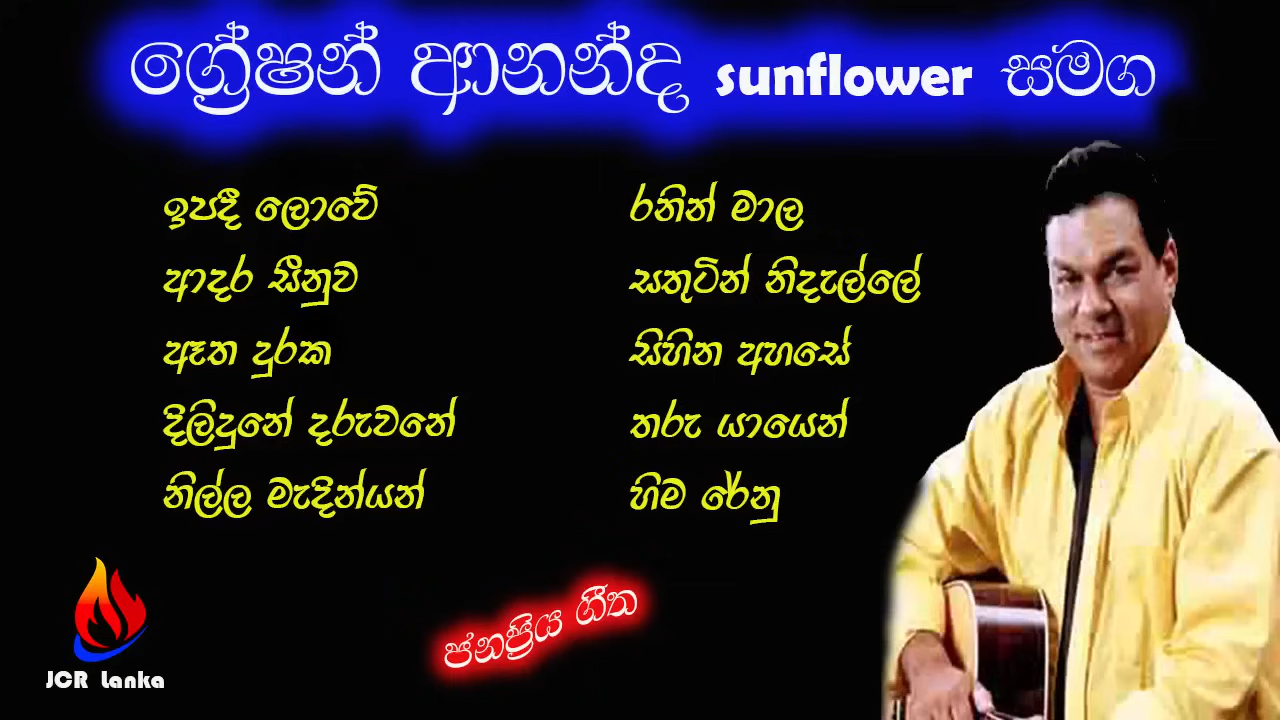 ග්‍රේෂන් ආනන්ද sunflower සමග
ඉපදී ලොවේ
ආදර සීනුව
ඈත දුරක
දිලිදුනේ දරුවනේ
නිල්ල මැදින්යන්
රනින් මාල
සතුටින් නිදැල්ලේ
සිහින අහසේ
තරු යායෙන්
හිම රේනු
ජනප්‍රිය ගීත
JCR Lanka